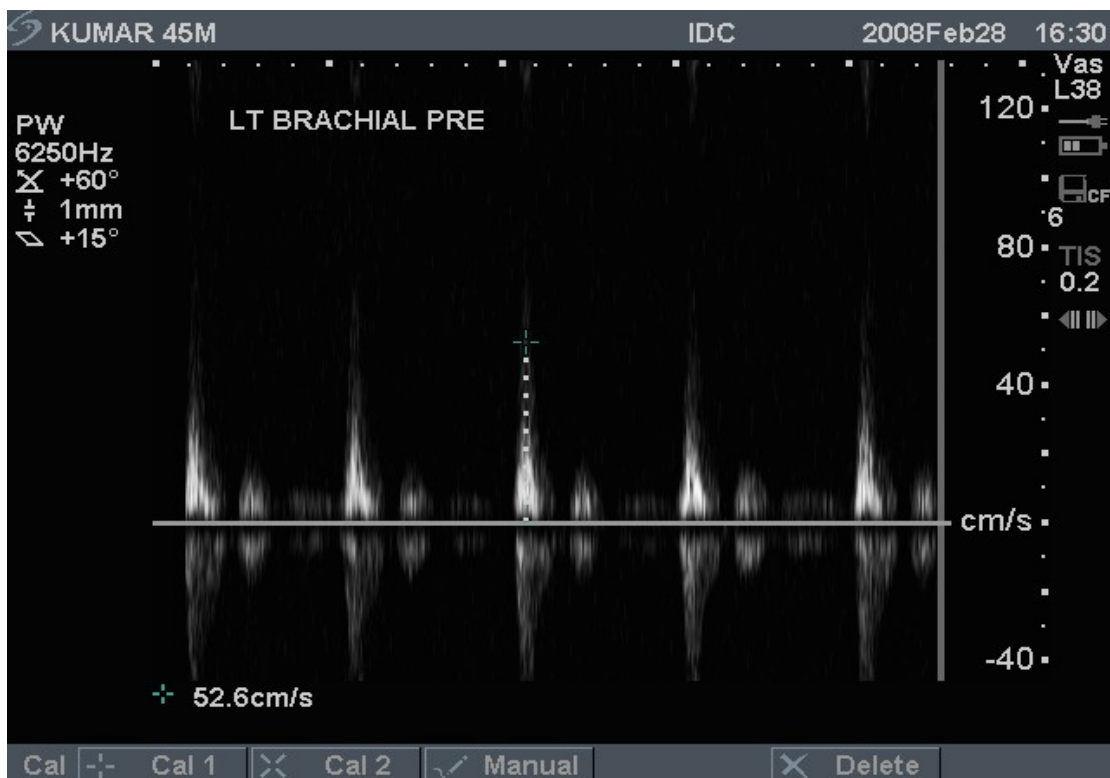 KUMAR 45M IDC 2008Feb28 16:30
Vas
L38
LT BRACHIAL PRE
PW
6250Hz
+60°
1mm
+15°
120
CF
6
80
TIS
0.2
40
cm/s
-40
52.6cm/s
Cal Cal 1 Cal 2 Manual Delete